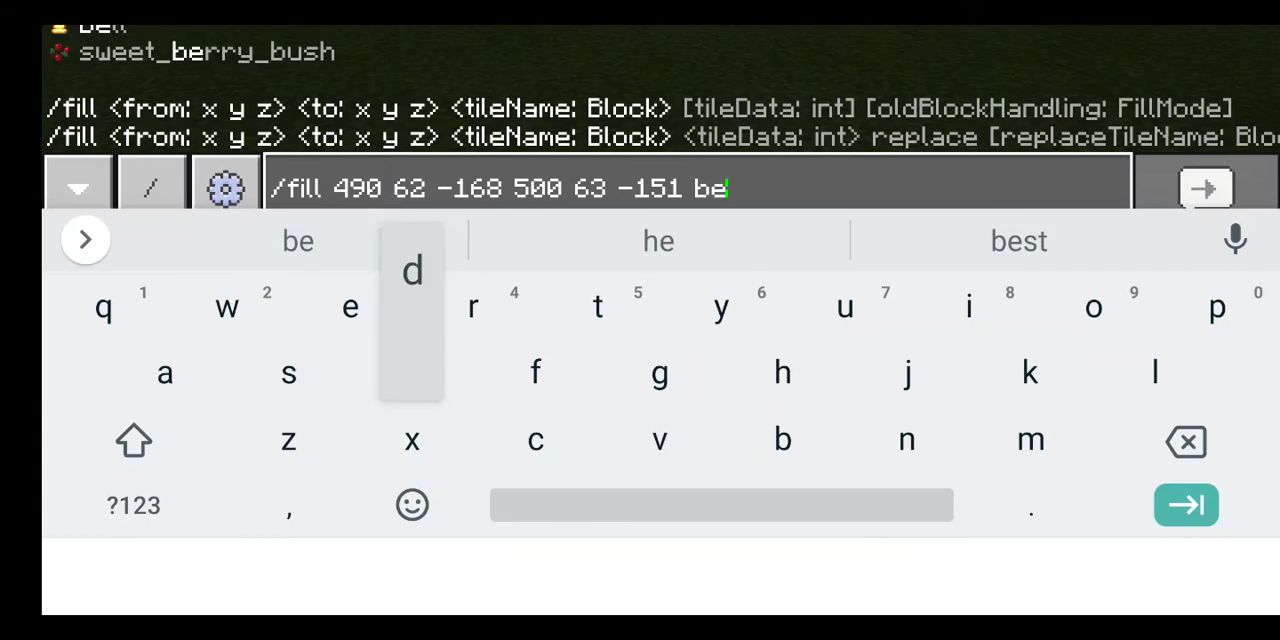 bell
sweet_berry_bush
/fill <from: x y z> <to: x y z> <tileName: Block> [tileData: int] [oldBlockHandling: FillMode]
/fill <from: x y z> <to: x y z> <tileName: Block> <tileData: int> replace [replaceTileName: Bloc
/ /fill 490 62 -168 500 63 -151 be
be he best
d
q 1 w 2 e r 4 t 5 y 6 u 7 i 8 o 9 p 0
a s f g h j k l
z x c v b n m
?123 , .